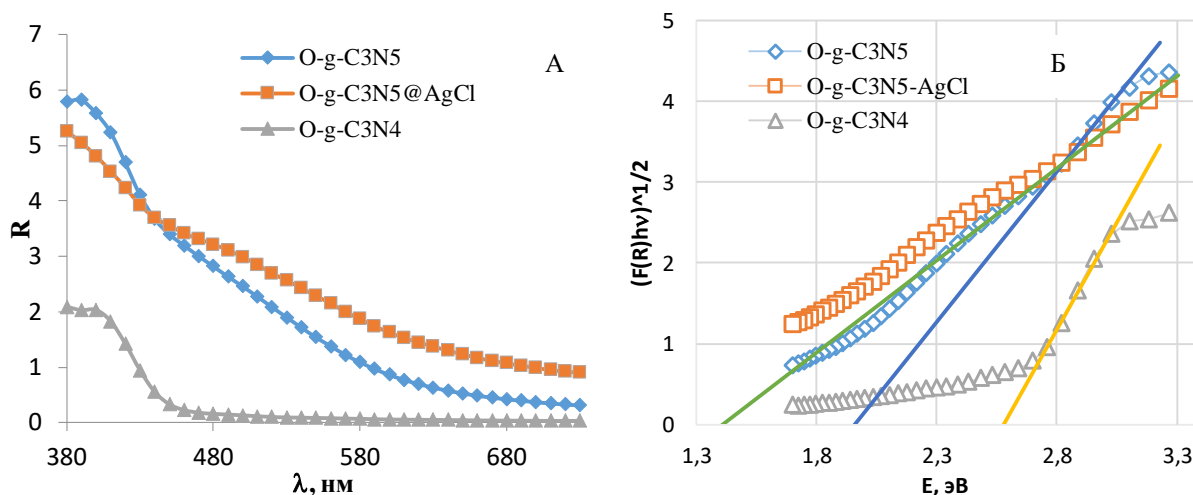 А
7
6
5
4
3
2
1
0
R
O-g-C3N5
O-g-C3N5@AgCl
O-g-C3N4
380
480
580
680
λ, нм
Б
5
4
3
2
1
0
(F(R)hν)^1/2
O-g-C3N5
O-g-C3N5-AgCl
O-g-C3N4
1,3
1,8
2,3
2,8
3,3
E, эВ